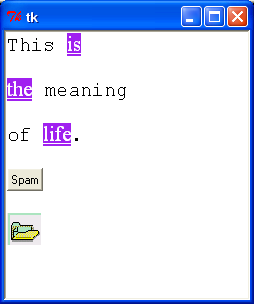 tk
This is
the meaning
of life.
Spam